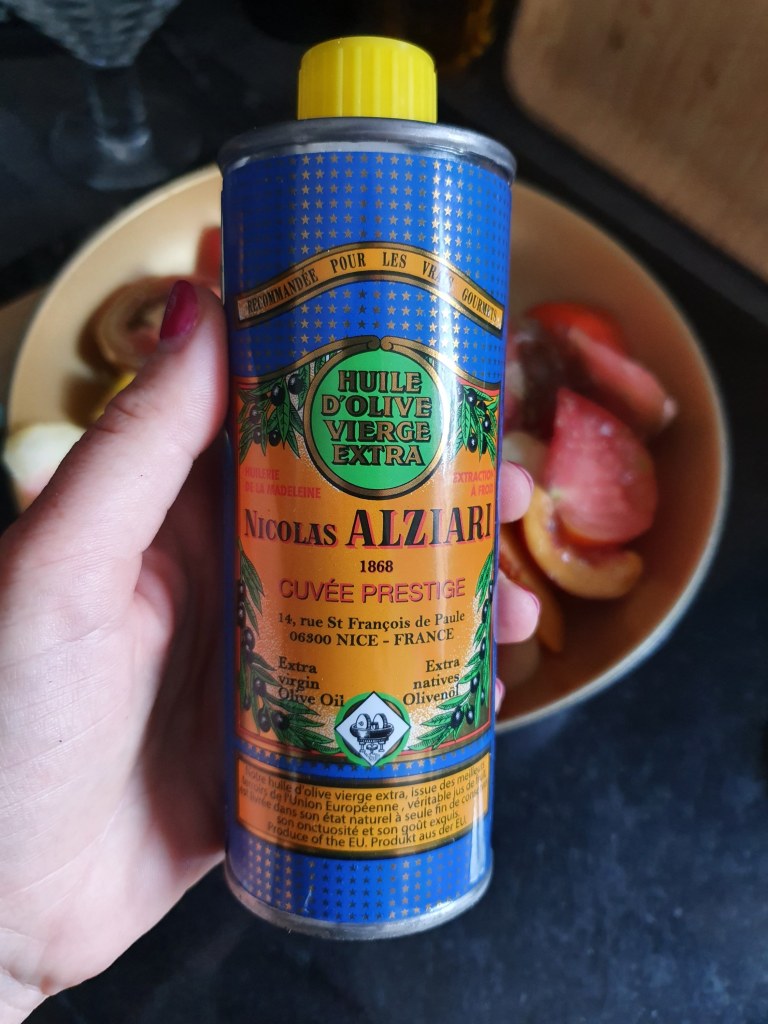 RECOMMANDÉE POUR LES VRAIS GOURMETS
HUILE
D'OLIVE
VIERGE
EXTRA
HUILERIE
DE LA MADELEINE
EXTRACTION
A FROID
NICOLAS ALZIARI
1868
CUVÉE PRESTIGE
14, rue St François de Paule
06300 NICE - FRANCE
Extra
virgin
Olive Oil
Extra
natives
Olivenöl
Notre huile d'olive vierge extra, issue des
de l'Union Européenne, véritable jus de
dans son état naturel à seule fin de
son onctuosité et son goût exquis.
Produce of the EU. Produkt aus der EU.